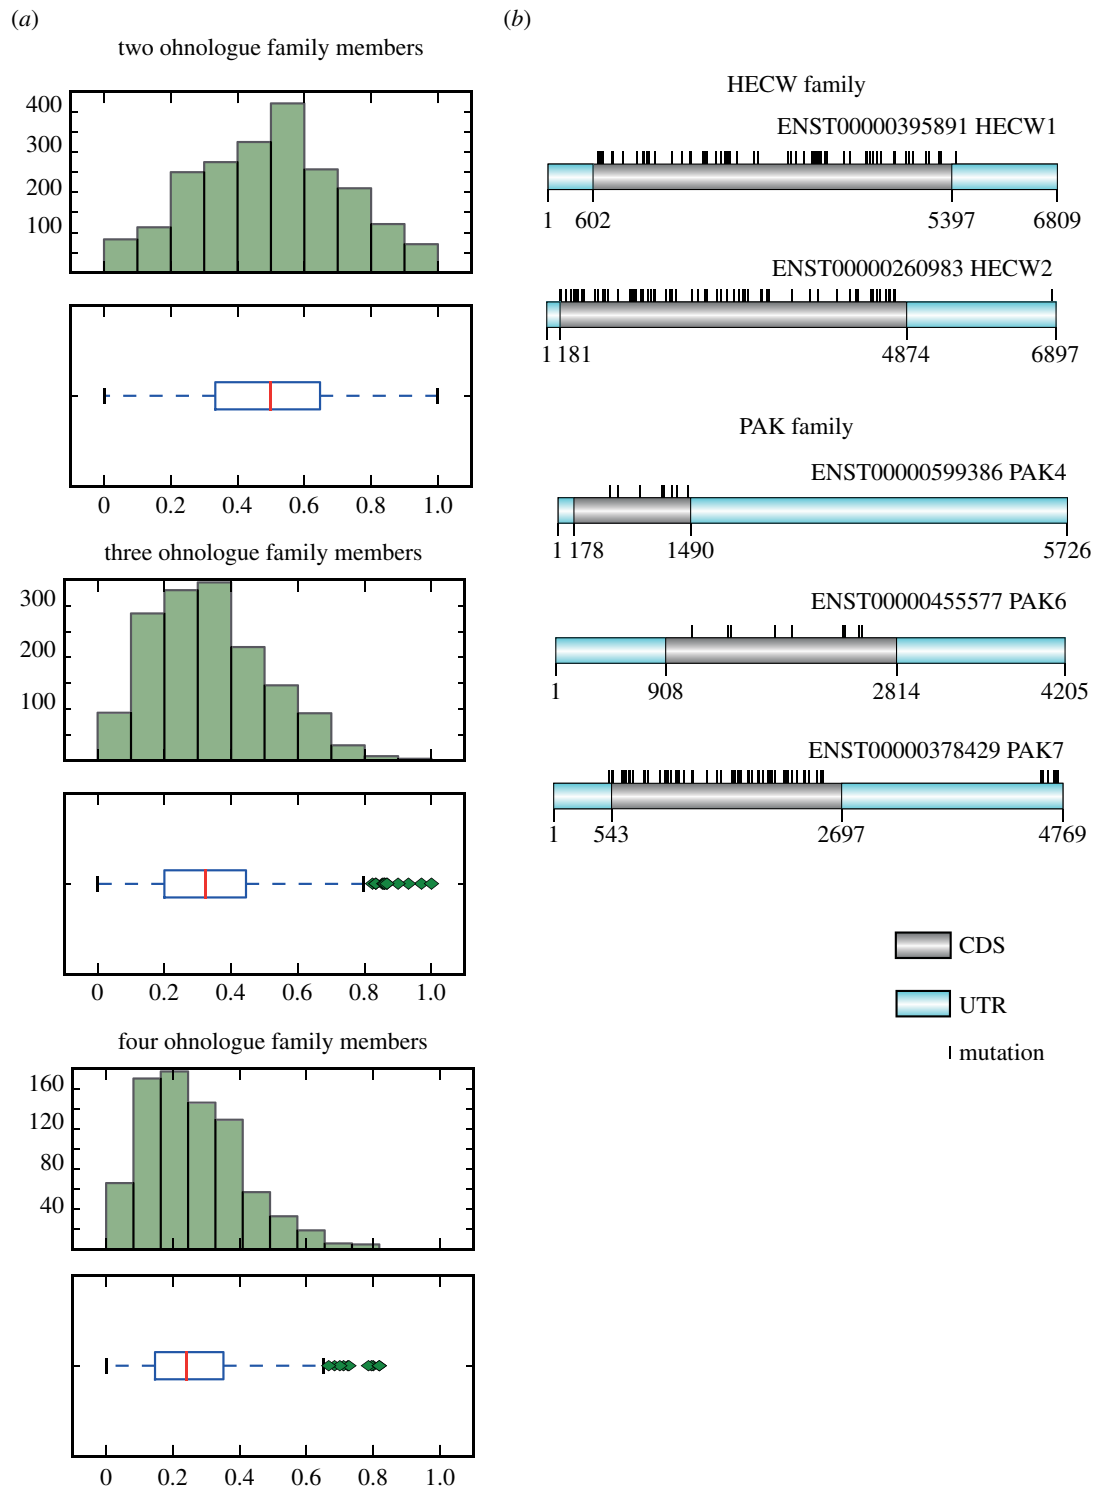 (a)
two ohnologue family members
400
300
200
100
0 0.2 0.4 0.6 0.8 1.0
three ohnologue family members
300
200
100
0 0.2 0.4 0.6 0.8 1.0
four ohnologue family members
160
120
80
40
0 0.2 0.4 0.6 0.8 1.0
(b)
HECW family
ENST00000395891 HECW1
1 602 5397 6809
ENST00000260983 HECW2
1 181 4874 6897
PAK family
ENST00000599386 PAK4
1 178 1490 5726
ENST00000455577 PAK6
1 908 2814 4205
ENST00000378429 PAK7
1 543 2697 4769
CDS
UTR
mutation